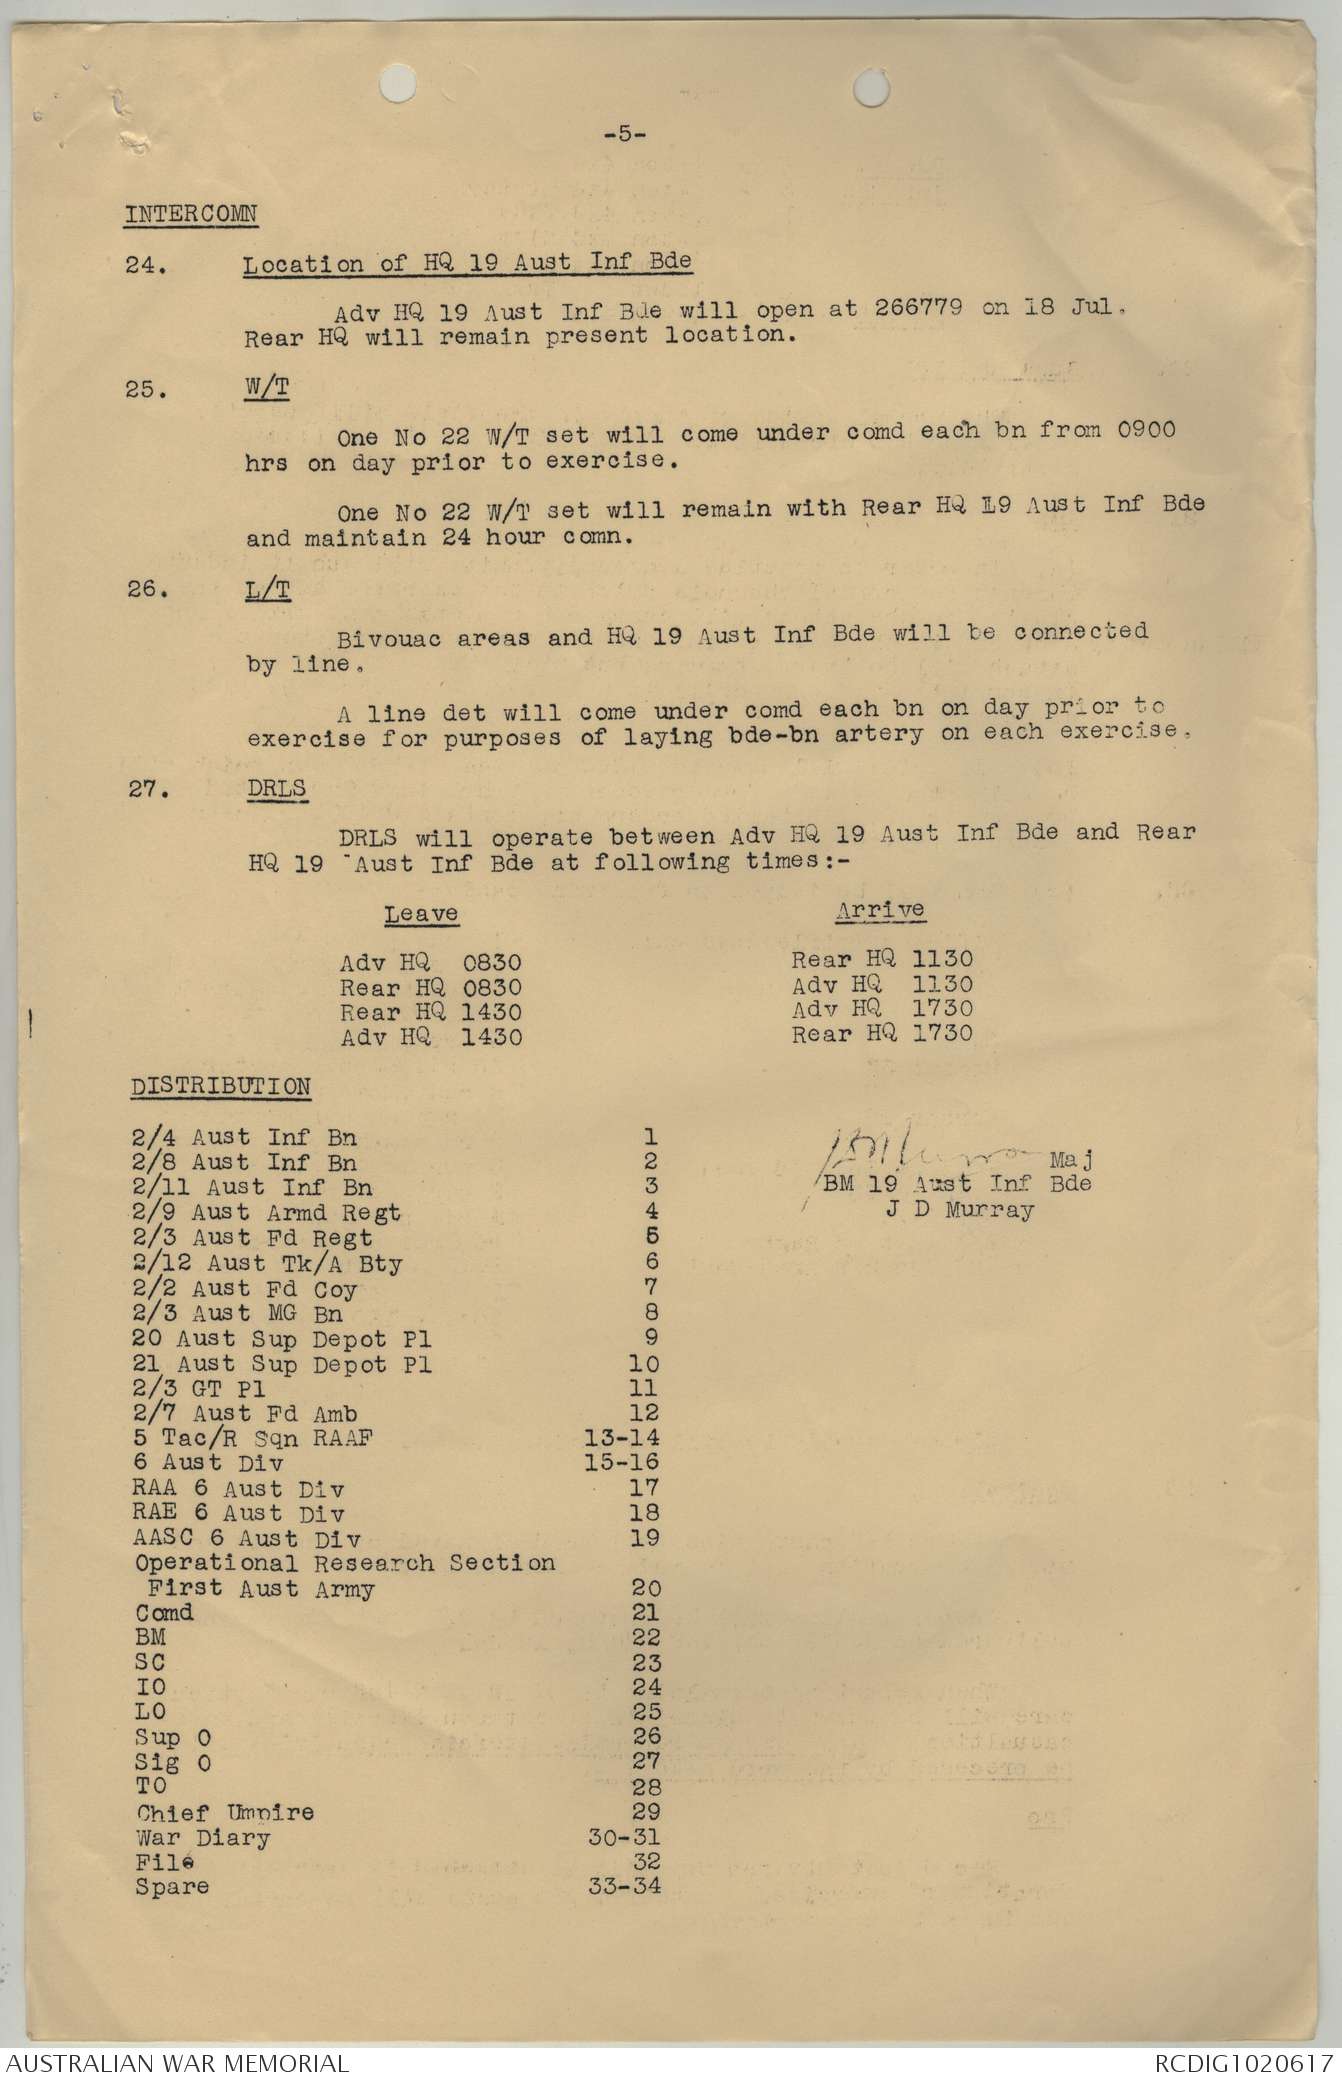 -5-
INTERCOMN
24. Location of HQ 19 Aust Inf Bde
Adv HQ 19 Aust Inf Bde will open at 266779 on 18 Jul.
Rear HQ will remain present location.
25. W/T
One No 22 W/T set will come under comd each bn from 0900
hrs on day prior to exercise.
One No 22 W/T set will remain with Rear HQ 19 Aust Inf Bde
and maintain 24 hour comn.
26. L/T
Bivouac areas and HQ 19 Aust Inf Bde will be connected
by line.
A line det will come under comd each bn on day prior to
exercise for purposes of laying bde-bn artery on each exercise.
27. DRLS
DRLS will operate between Adv HQ 19 Aust Inf Bde and Rear
HQ 19 Aust Inf Bde at following times:-
Leave Arrive
Adv HQ 0830 Rear HQ 1130
Rear HQ 0830 Adv HQ 1130
Rear HQ 1430 Adv HQ 1730
Adv HQ 1430 Rear HQ 1730
DISTRIBUTION
2/4 Aust Inf Bn 1
2/8 Aust Inf Bn 2
2/11 Aust Inf Bn 3
2/9 Aust Armd Regt 4
2/3 Aust Fd Regt 5
2/12 Aust Tk/A Bty 6
2/2 Aust Fd Coy 7
2/3 Aust MG Bn 8
20 Aust Sup Depot Pl 9
21 Aust Sup Depot Pl 10
2/3 GT Pl 11
2/7 Aust Fd Amb 12
5 Tac/R Sqn RAAF 13-14
6 Aust Div 15-16
RAA 6 Aust Div 17
RAE 6 Aust Div 18
AASC 6 Aust Div 19
Operational Research Section
First Aust Army 20
Comd 21
BM 22
SC 23
IO 24
LO 25
Sup O 26
Sig O 27
TO 28
Chief Umpire 29
War Diary 30-31
File 32
Spare 33-34
JDMurray Maj
BM 19 Aust Inf Bde
J D Murray
AUSTRALIAN WAR MEMORIAL RCDIG1020617